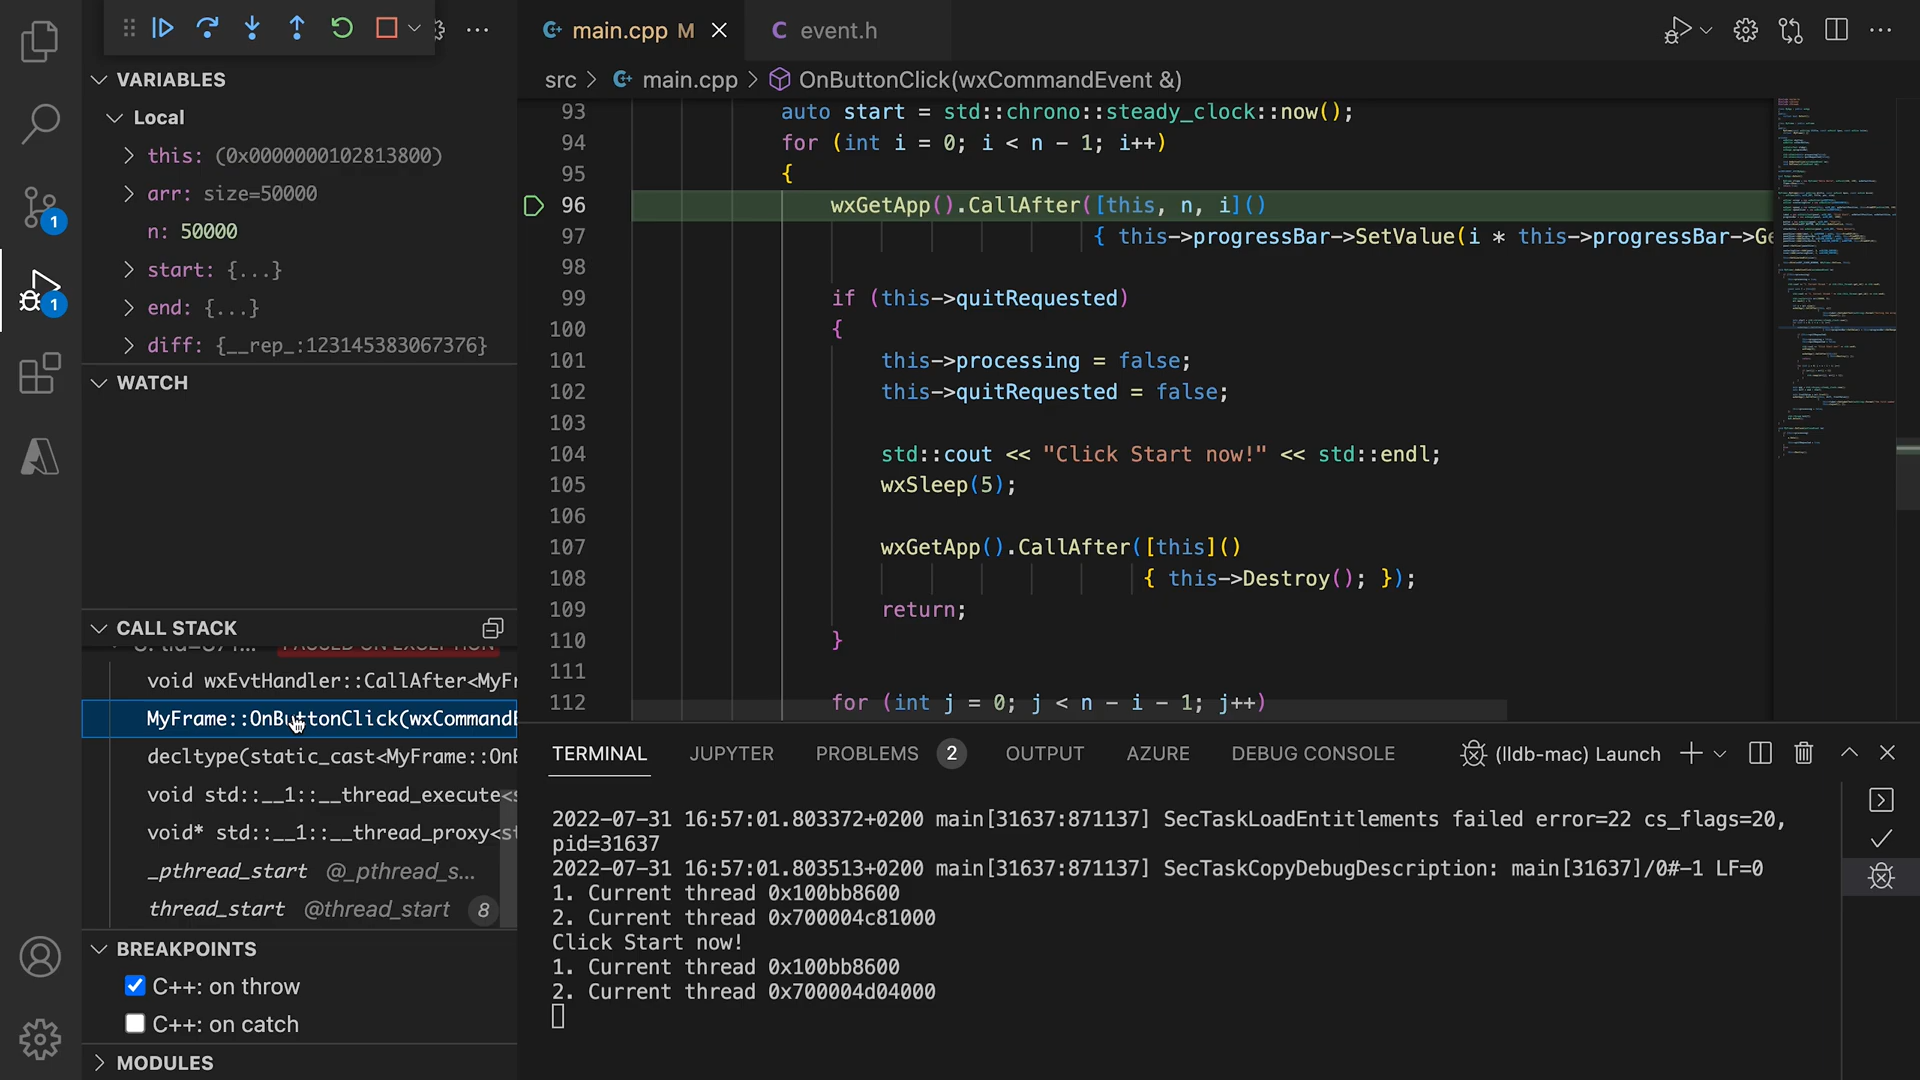 main.cpp M
event.h
VARIABLES
Local
this: (0x0000000102813800)
arr: size=50000
n: 50000
start: {...}
end: {...}
diff: {__rep_:123145383067376}
WATCH
CALL STACK
PAUSED ON EXCEPTION
void wxEvtHandler::CallAfter<MyFr
MyFrame::OnButtonClick(wxCommandE
decltype(static_cast<MyFrame::OnB
void std::__1::__thread_execute<s
void* std::__1::__thread_proxy<st
_pthread_start @_pthread_s...
thread_start @thread_start 8
BREAKPOINTS
C++: on throw
C++: on catch
MODULES
1
1
src > main.cpp > OnButtonClick(wxCommandEvent &)
93 auto start = std::chrono::steady_clock::now();
94 for (int i = 0; i < n - 1; i++)
95 {
96 wxGetApp().CallAfter([this, n, i]()
97 { this->progressBar->SetValue(i * this->progressBar->Ge
98
99 if (this->quitRequested)
100 {
101 this->processing = false;
102 this->quitRequested = false;
103
104 std::cout << "Click Start now!" << std::endl;
105 wxSleep(5);
106
107 wxGetApp().CallAfter([this]()
108 { this->Destroy(); });
109 return;
110 }
111
112 for (int j = 0; j < n - i - 1; j++)
TERMINAL JUPYTER PROBLEMS 2 OUTPUT AZURE DEBUG CONSOLE (lldb-mac) Launch
2022-07-31 16:57:01.803372+0200 main[31637:871137] SecTaskLoadEntitlements failed error=22 cs_flags=20,
pid=31637
2022-07-31 16:57:01.803513+0200 main[31637:871137] SecTaskCopyDebugDescription: main[31637]/0#-1 LF=0
1. Current thread 0x100bb8600
2. Current thread 0x700004c81000
Click Start now!
1. Current thread 0x100bb8600
2. Current thread 0x700004d04000